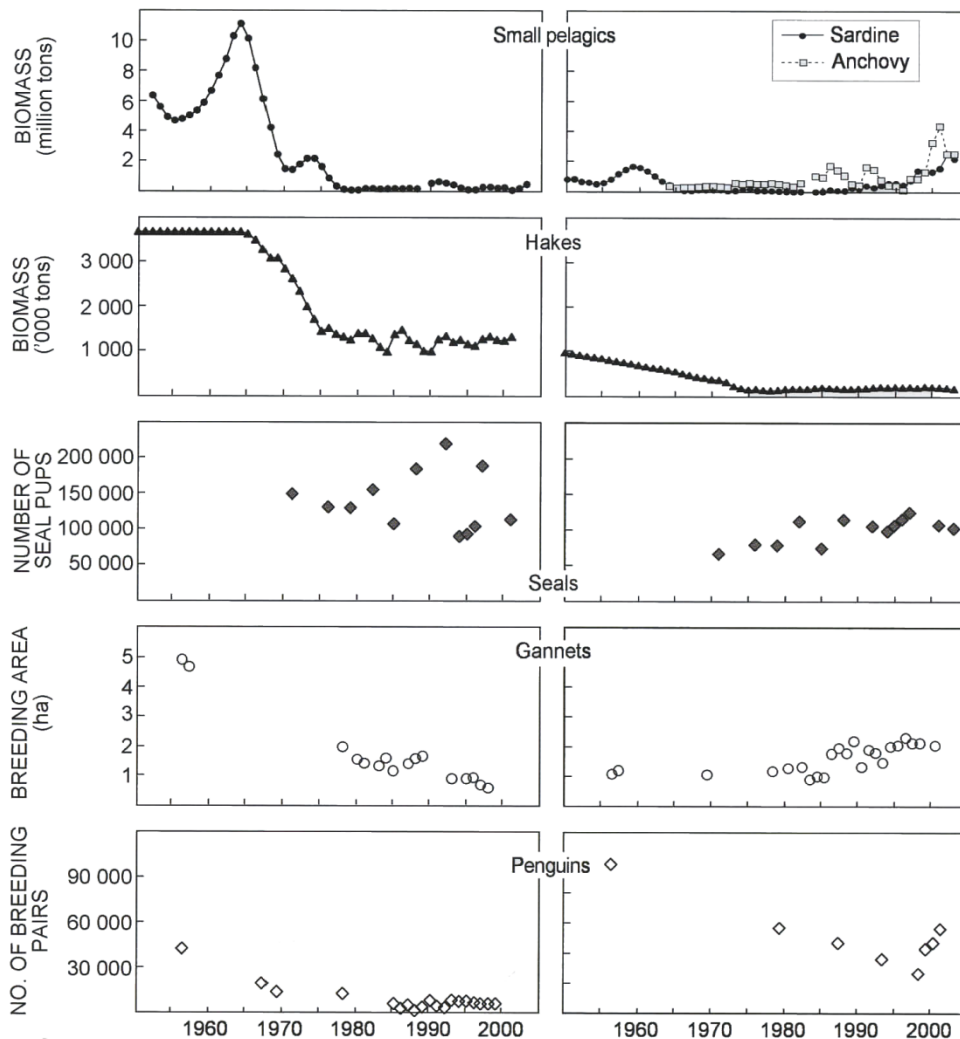 BIOMASS
(million tons)
10
8
6
4
2
Small pelagics
Sardine
Anchovy
BIOMASS
('000 tons)
3 000
2 000
1 000
Hakes
NUMBER OF
SEAL PUPS
200 000
150 000
100 000
50 000
Seals
BREEDING AREA
(ha)
5
4
3
2
1
Gannets
NO. OF BREEDING
PAIRS
90 000
60 000
30 000
Penguins
1960 1970 1980 1990 2000
1960 1970 1980 1990 2000